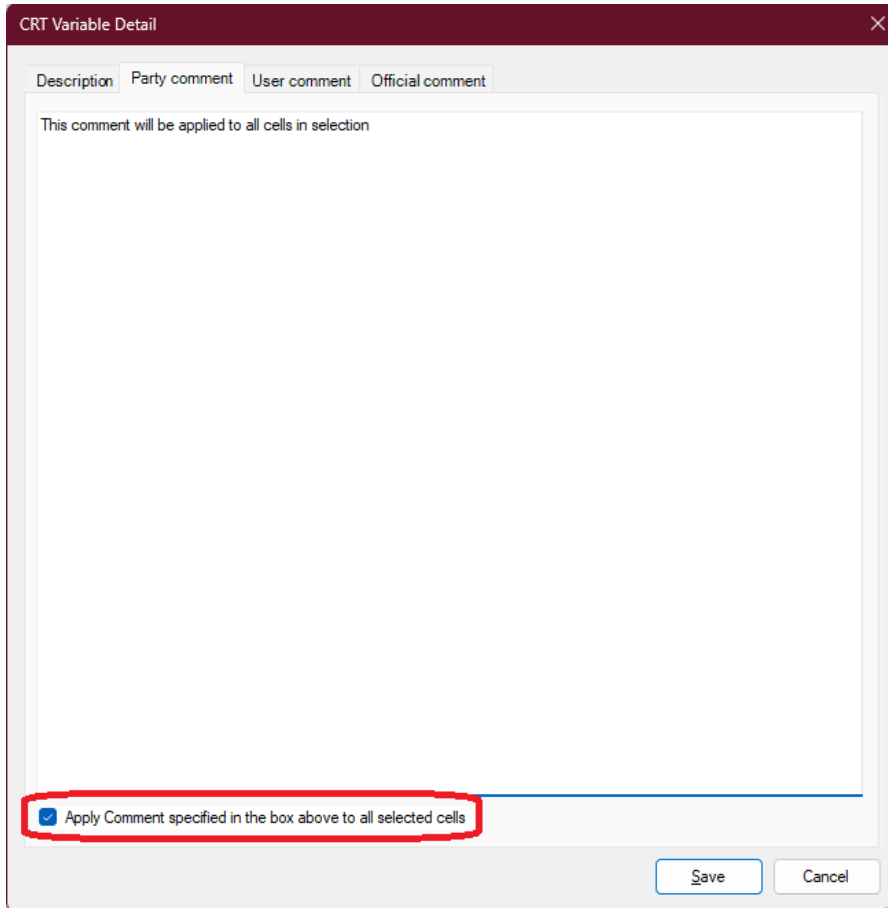 CRT Variable Detail
Description Party comment User comment Official comment
This comment will be applied to all cells in selection
Apply Comment specified in the box above to all selected cells
Save Cancel